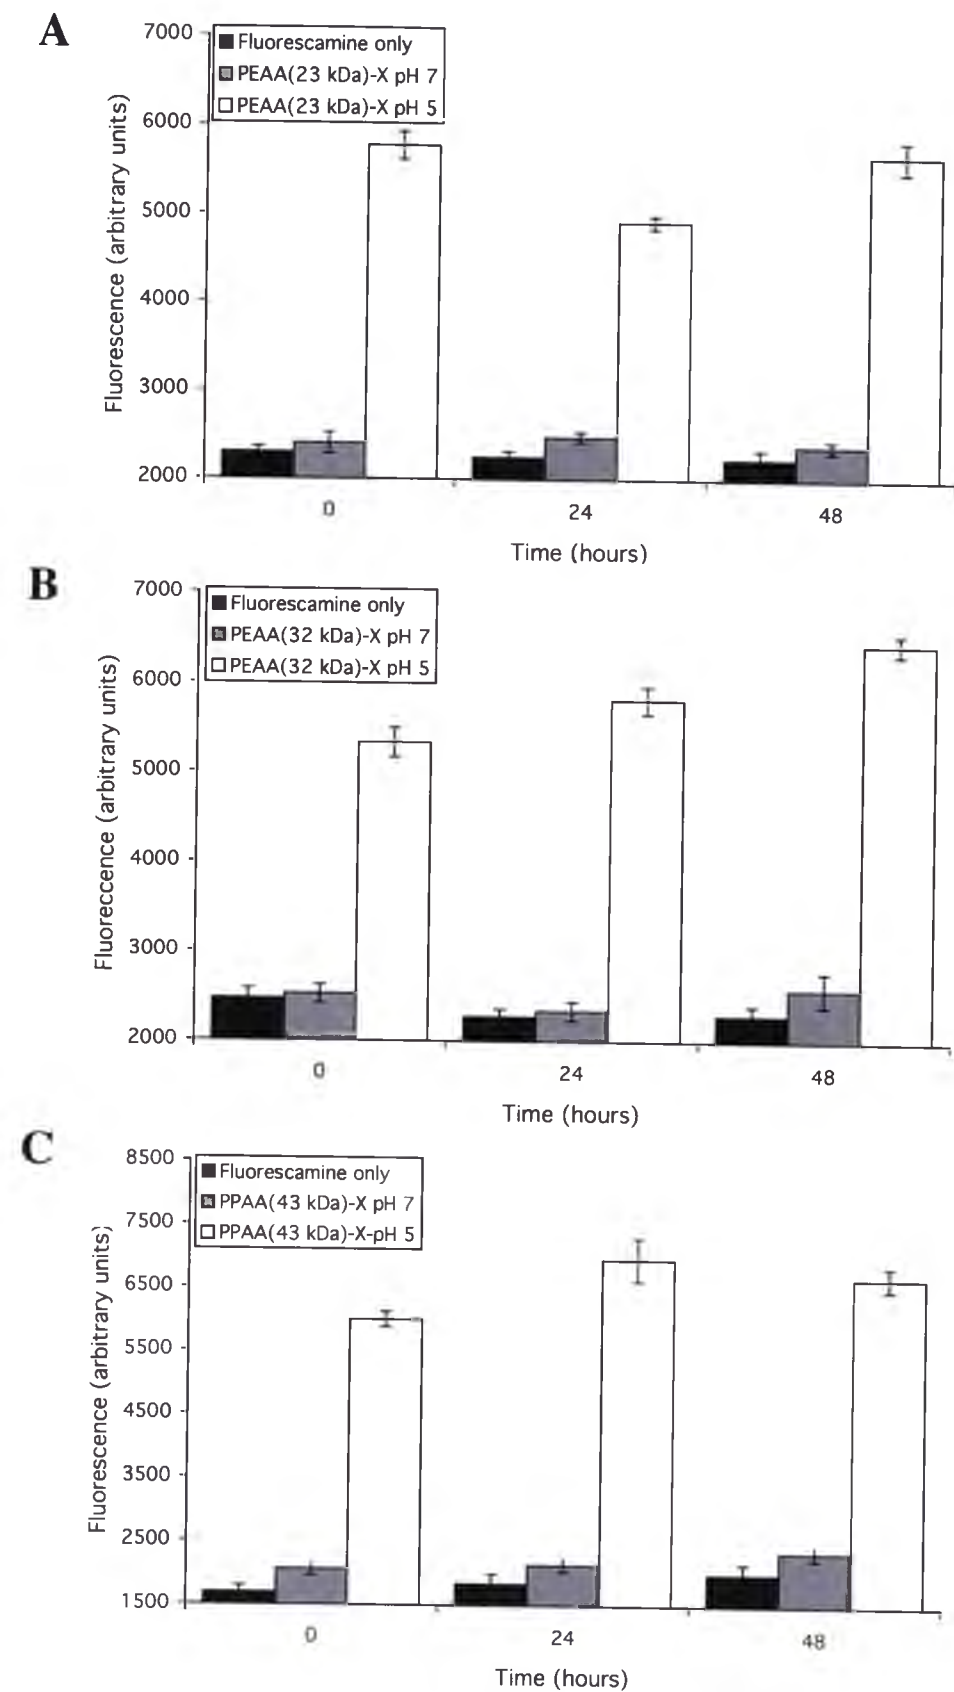 A
7000
6000
5000
4000
3000
2000
Fluorescence (arbitrary units)
Fluorescamine only
PEAA(23 kDa)-X pH 7
PEAA(23 kDa)-X pH 5
0
24
48
Time (hours)
B
7000
6000
5000
4000
3000
2000
Fluoreccence (arbitrary units)
Fluorescamine only
PEAA(32 kDa)-X pH 7
PEAA(32 kDa)-X pH 5
0
24
48
Time (hours)
C
8500
7500
6500
5500
4500
3500
2500
1500
Fluorescence (arbitrary units)
Fluorescamine only
PPAA(43 kDa)-X pH 7
PPAA(43 kDa)-X-pH 5
0
24
48
Time (hours)